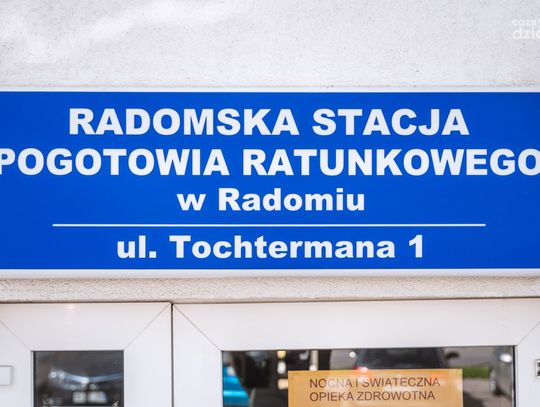 RADOMSKA STACJA
POGOTOWIA RATUNKOWEGO
w Radomiu
ul. Tochtermana 1
NOCNA I ŚWIĄTECZNA
OPIEKA ZDROWOTNA